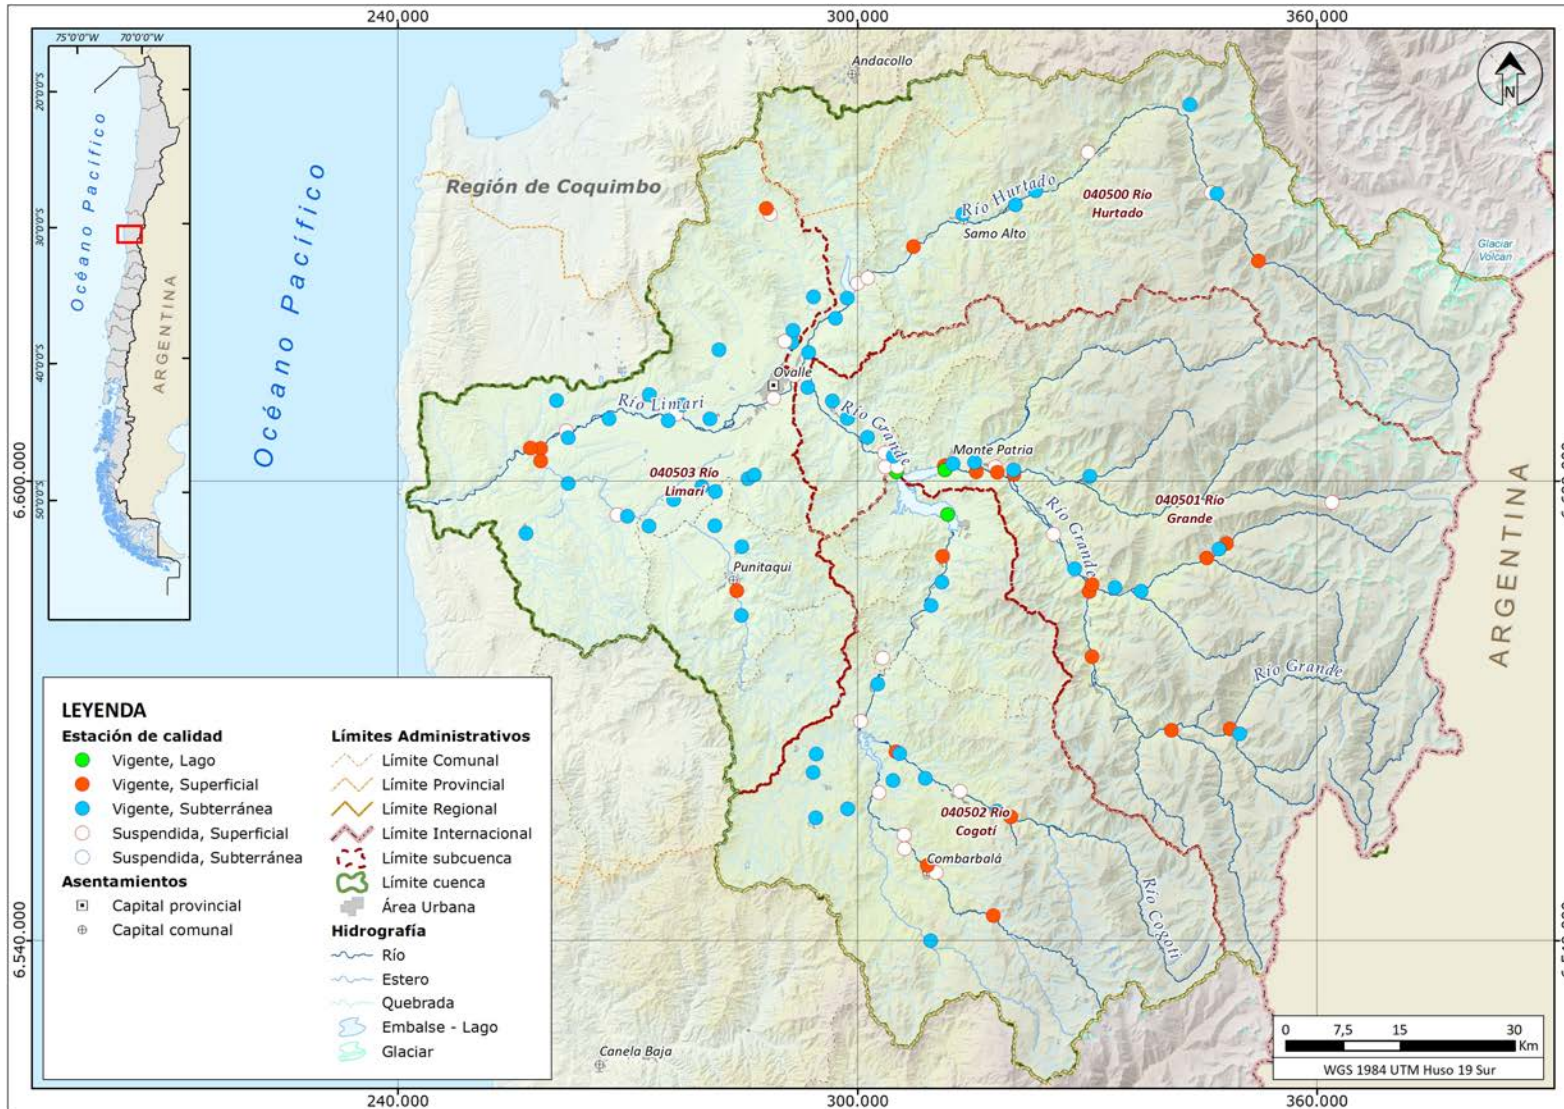 240.000
300.000
360.000
75°0'0"W
70°0'0"W
20°0'0"S
30°0'0"S
40°0'0"S
50°0'0"S
Océano Pacífico
ARGENTINA
Océano Pacífico
Región de Coquimbo
Andacollo
N
Río Hurtado
040500 Río
Hurtado
Samo Alto
Glaciar
Volcan
Ovalle
Río Limari
Río Grande
Monte Patria
040503 Río
Limarí
040501 Río
Grande
Río Grande
Punitaqui
Río Grande
ARGENTINA
040502 Río
Cogotí
Combarbalá
Río Cogoti
Canela Baja
6.600.000
6.540.000
LEYENDA
Estación de calidad
Vigente, Lago
Vigente, Superficial
Vigente, Subterránea
Suspendida, Superficial
Suspendida, Subterránea
Asentamientos
Capital provincial
Capital comunal
Límites Administrativos
Límite Comunal
Límite Provincial
Límite Regional
Límite Internacional
Límite subcuenca
Límite cuenca
Área Urbana
Hidrografía
Río
Estero
Quebrada
Embalse - Lago
Glaciar
0 7,5 15 30
Km
WGS 1984 UTM Huso 19 Sur
240.000
300.000
360.000